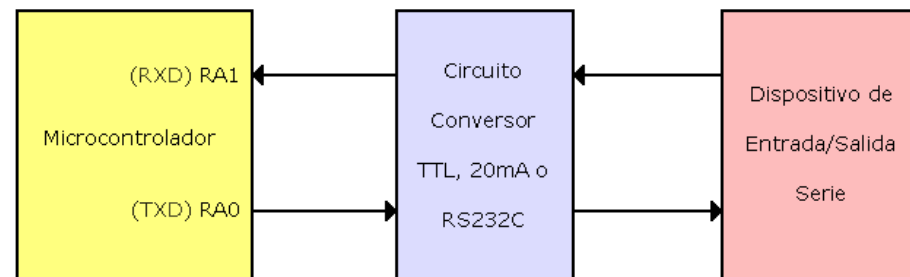 (RXD) RA1
Microcontrolador
(TXD) RA0
Circuito
Conversor
TTL, 20mA o
RS232C
Dispositivo de
Entrada/Salida
Serie